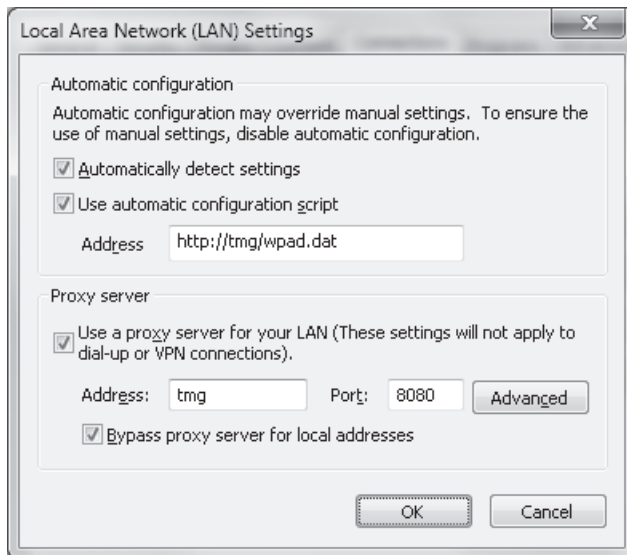 Local Area Network (LAN) Settings
Automatic configuration
Automatic configuration may override manual settings. To ensure the
use of manual settings, disable automatic configuration.
Automatically detect settings
Use automatic configuration script
Address http://tmg/wpad.dat
Proxy server
Use a proxy server for your LAN (These settings will not apply to
dial-up or VPN connections).
Address: tmg Port: 8080 Advanced
Bypass proxy server for local addresses
OK Cancel